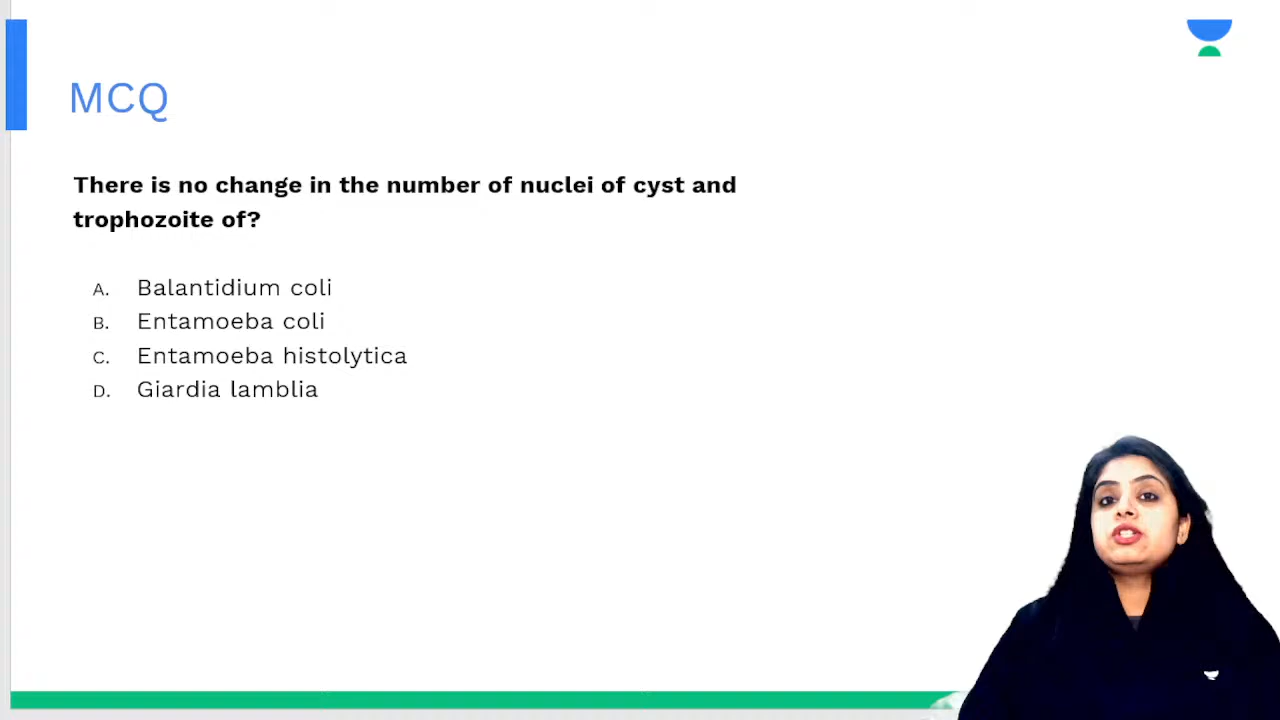 MCQ
There is no change in the number of nuclei of cyst and
trophozoite of?
A. Balantidium coli
B. Entamoeba coli
C. Entamoeba histolytica
D. Giardia lamblia